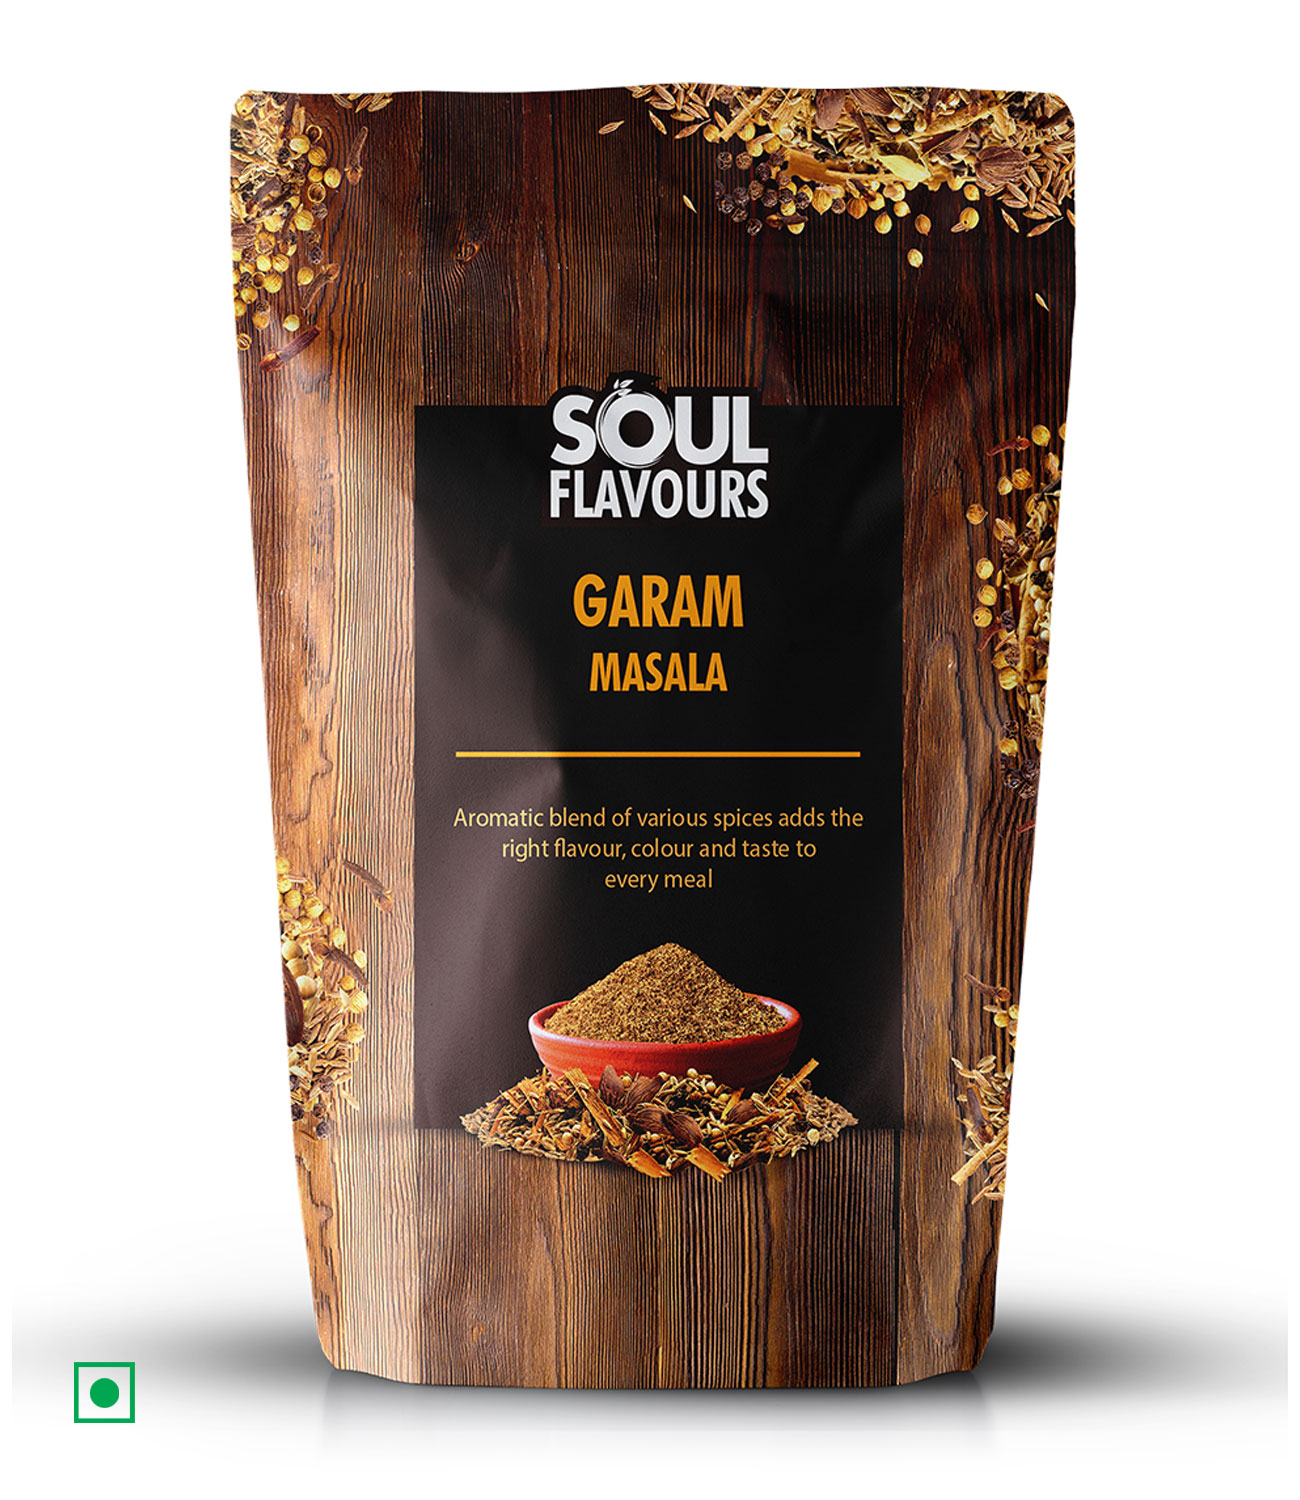 SOUL
FLAVOURS
GARAM
MASALA
Aromatic blend of various spices adds the
right flavour, colour and taste to
every meal